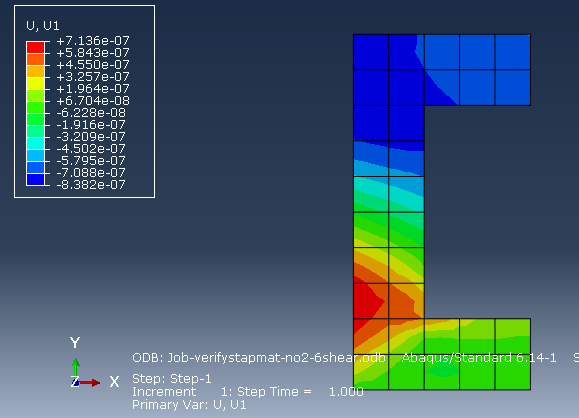 U, U1
+7.136e-07
+5.843e-07
+4.550e-07
+3.257e-07
+1.964e-07
+6.704e-08
-6.228e-08
-1.916e-07
-3.209e-07
-4.502e-07
-5.795e-07
-7.088e-07
-8.382e-07
Y
Z X
ODB: Job-verifystapmat-no2-6shear.odb Abaqus/Standard 6.14-1 S
Step: Step-1
Increment 1: Step Time = 1.000
Primary Var: U, U1